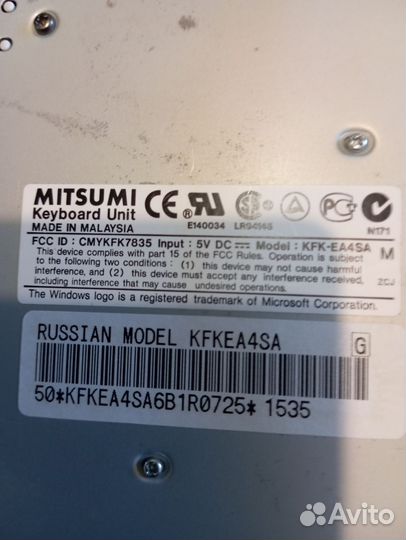 MITSUMI
Keyboard Unit
MADE IN MALAYSIA
E140034 LR94165 N171
FCC ID : CMYKFK7835 Input : 5V DC Model : KFK-EA4SA M
This device complies with part 15 of the FCC Rules. Operation is subject
to the following two conditions : (1) this device may not cause harmful
interference, and (2) this device must accept any interference received,
including interference that may cause undesired operations. ZCJ
The Windows logo is a registered trademark of Microsoft Corporation.
RUSSIAN MODEL KFKEA4SA G
50*KFKEA4SA6B1R0725* 1535
Avito